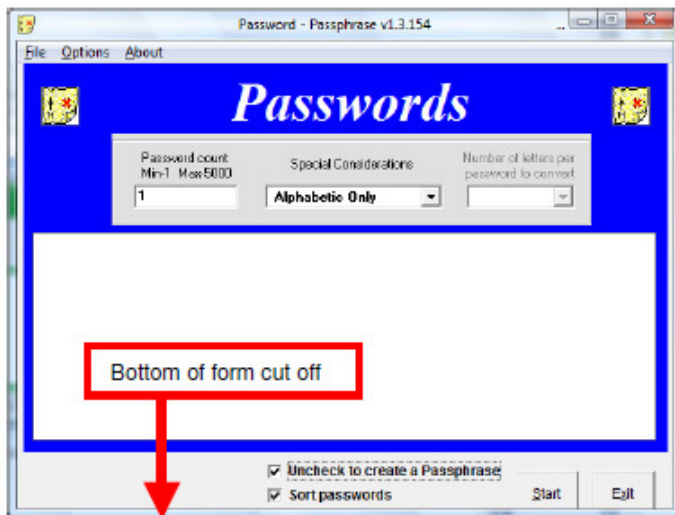 Password - Passphrase v1.3.154
File Options About
Passwords
Password count
Min-1 Max 5000
Special Considerations
Number of letters per
password to convert
1
Alphabetic Only
Bottom of form cut off
Uncheck to create a Passphrase
Sort passwords
Start
Exit